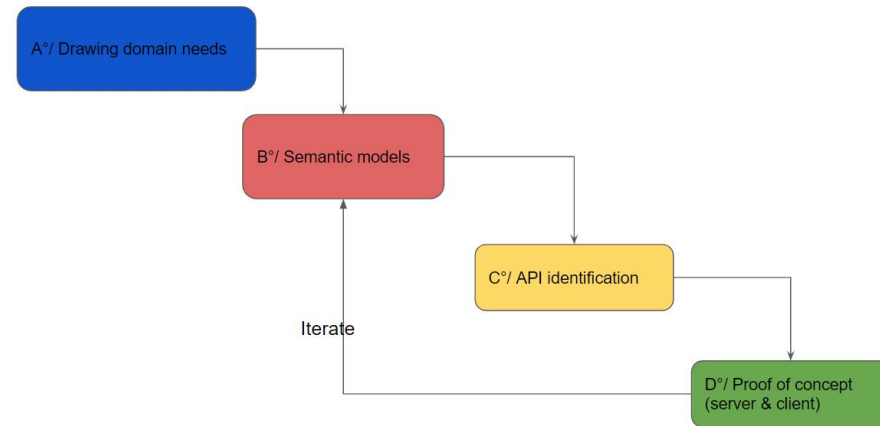 A°/ Drawing domain needs
B°/ Semantic models
C°/ API identification
Iterate
D°/ Proof of concept
(server & client)